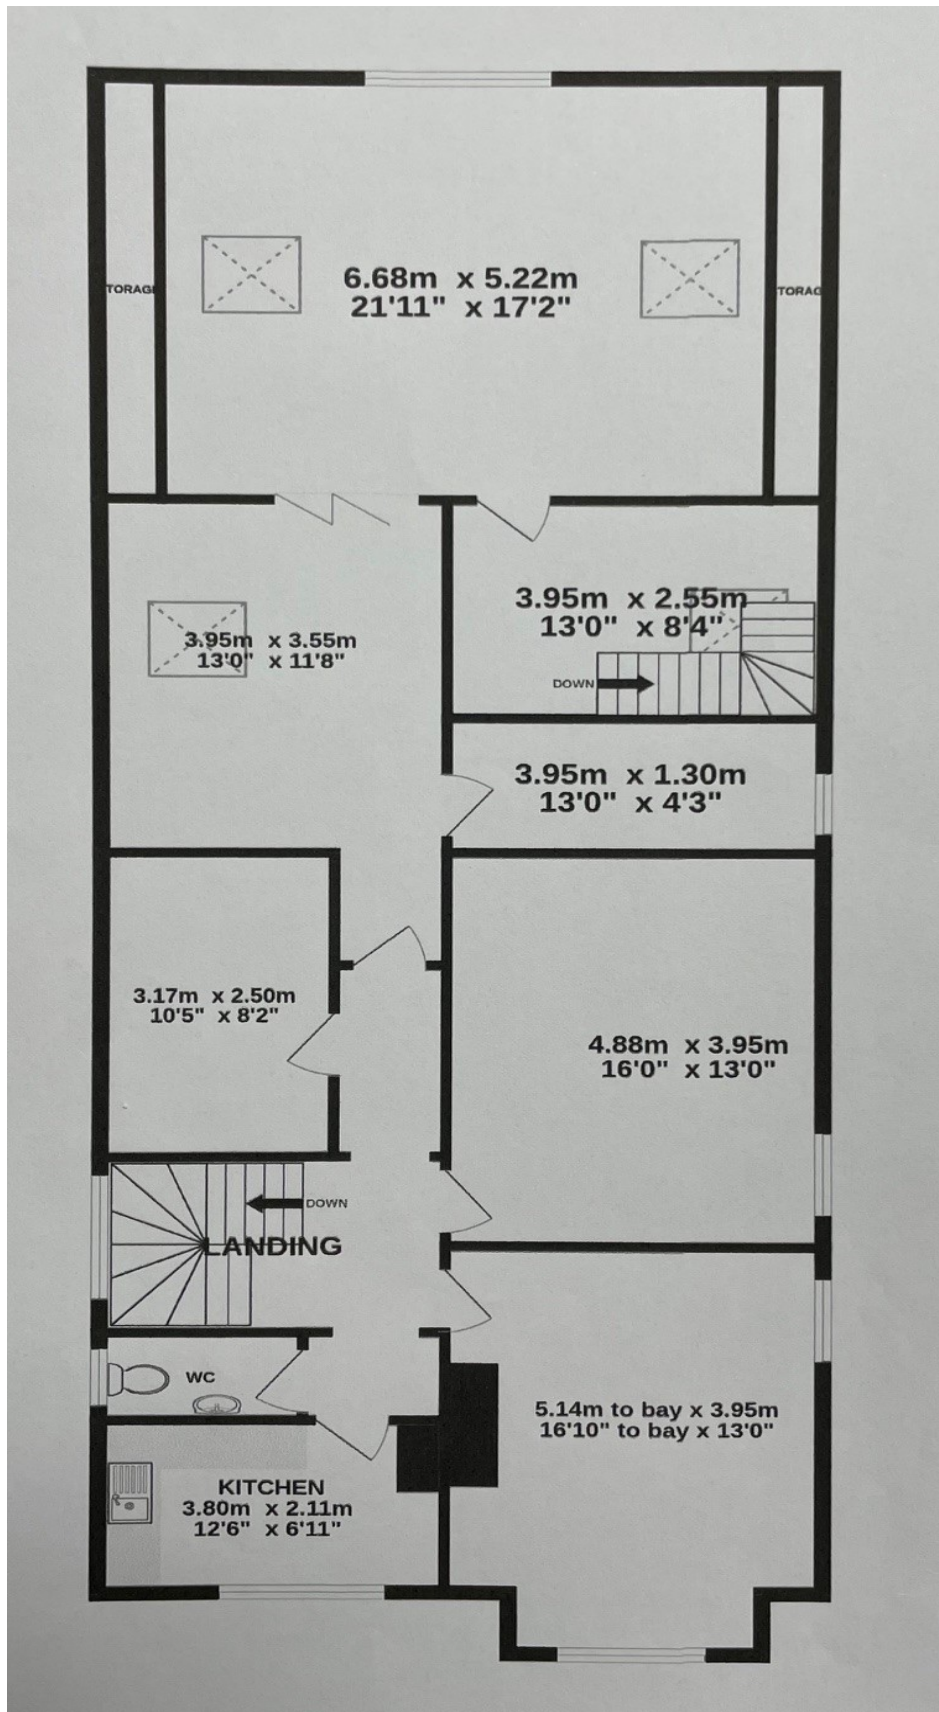 6.68m x 5.22m
21'11" x 17'2"
TORAG
TORAG
3.95m x 2.55m
13'0" x 8'4"
3.95m x 3.55m
13'0" x 11'8"
DOWN
3.95m x 1.30m
13'0" x 4'3"
3.17m x 2.50m
10'5" x 8'2"
4.88m x 3.95m
16'0" x 13'0"
DOWN
LANDING
WC
5.14m to bay x 3.95m
16'10" to bay x 13'0"
KITCHEN
3.80m x 2.11m
12'6" x 6'11"